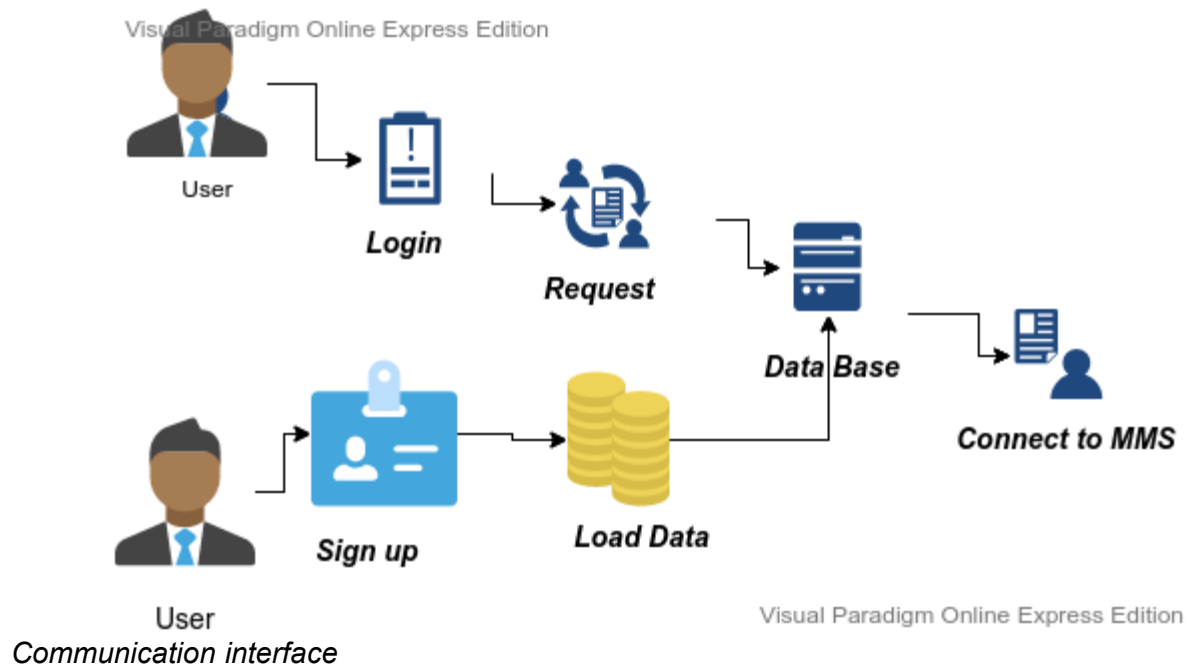 Visual Paradigm Online Express Edition
User
Login
Request
Data Base
Connect to MMS
Sign up
Load Data
User
Visual Paradigm Online Express Edition
Communication interface